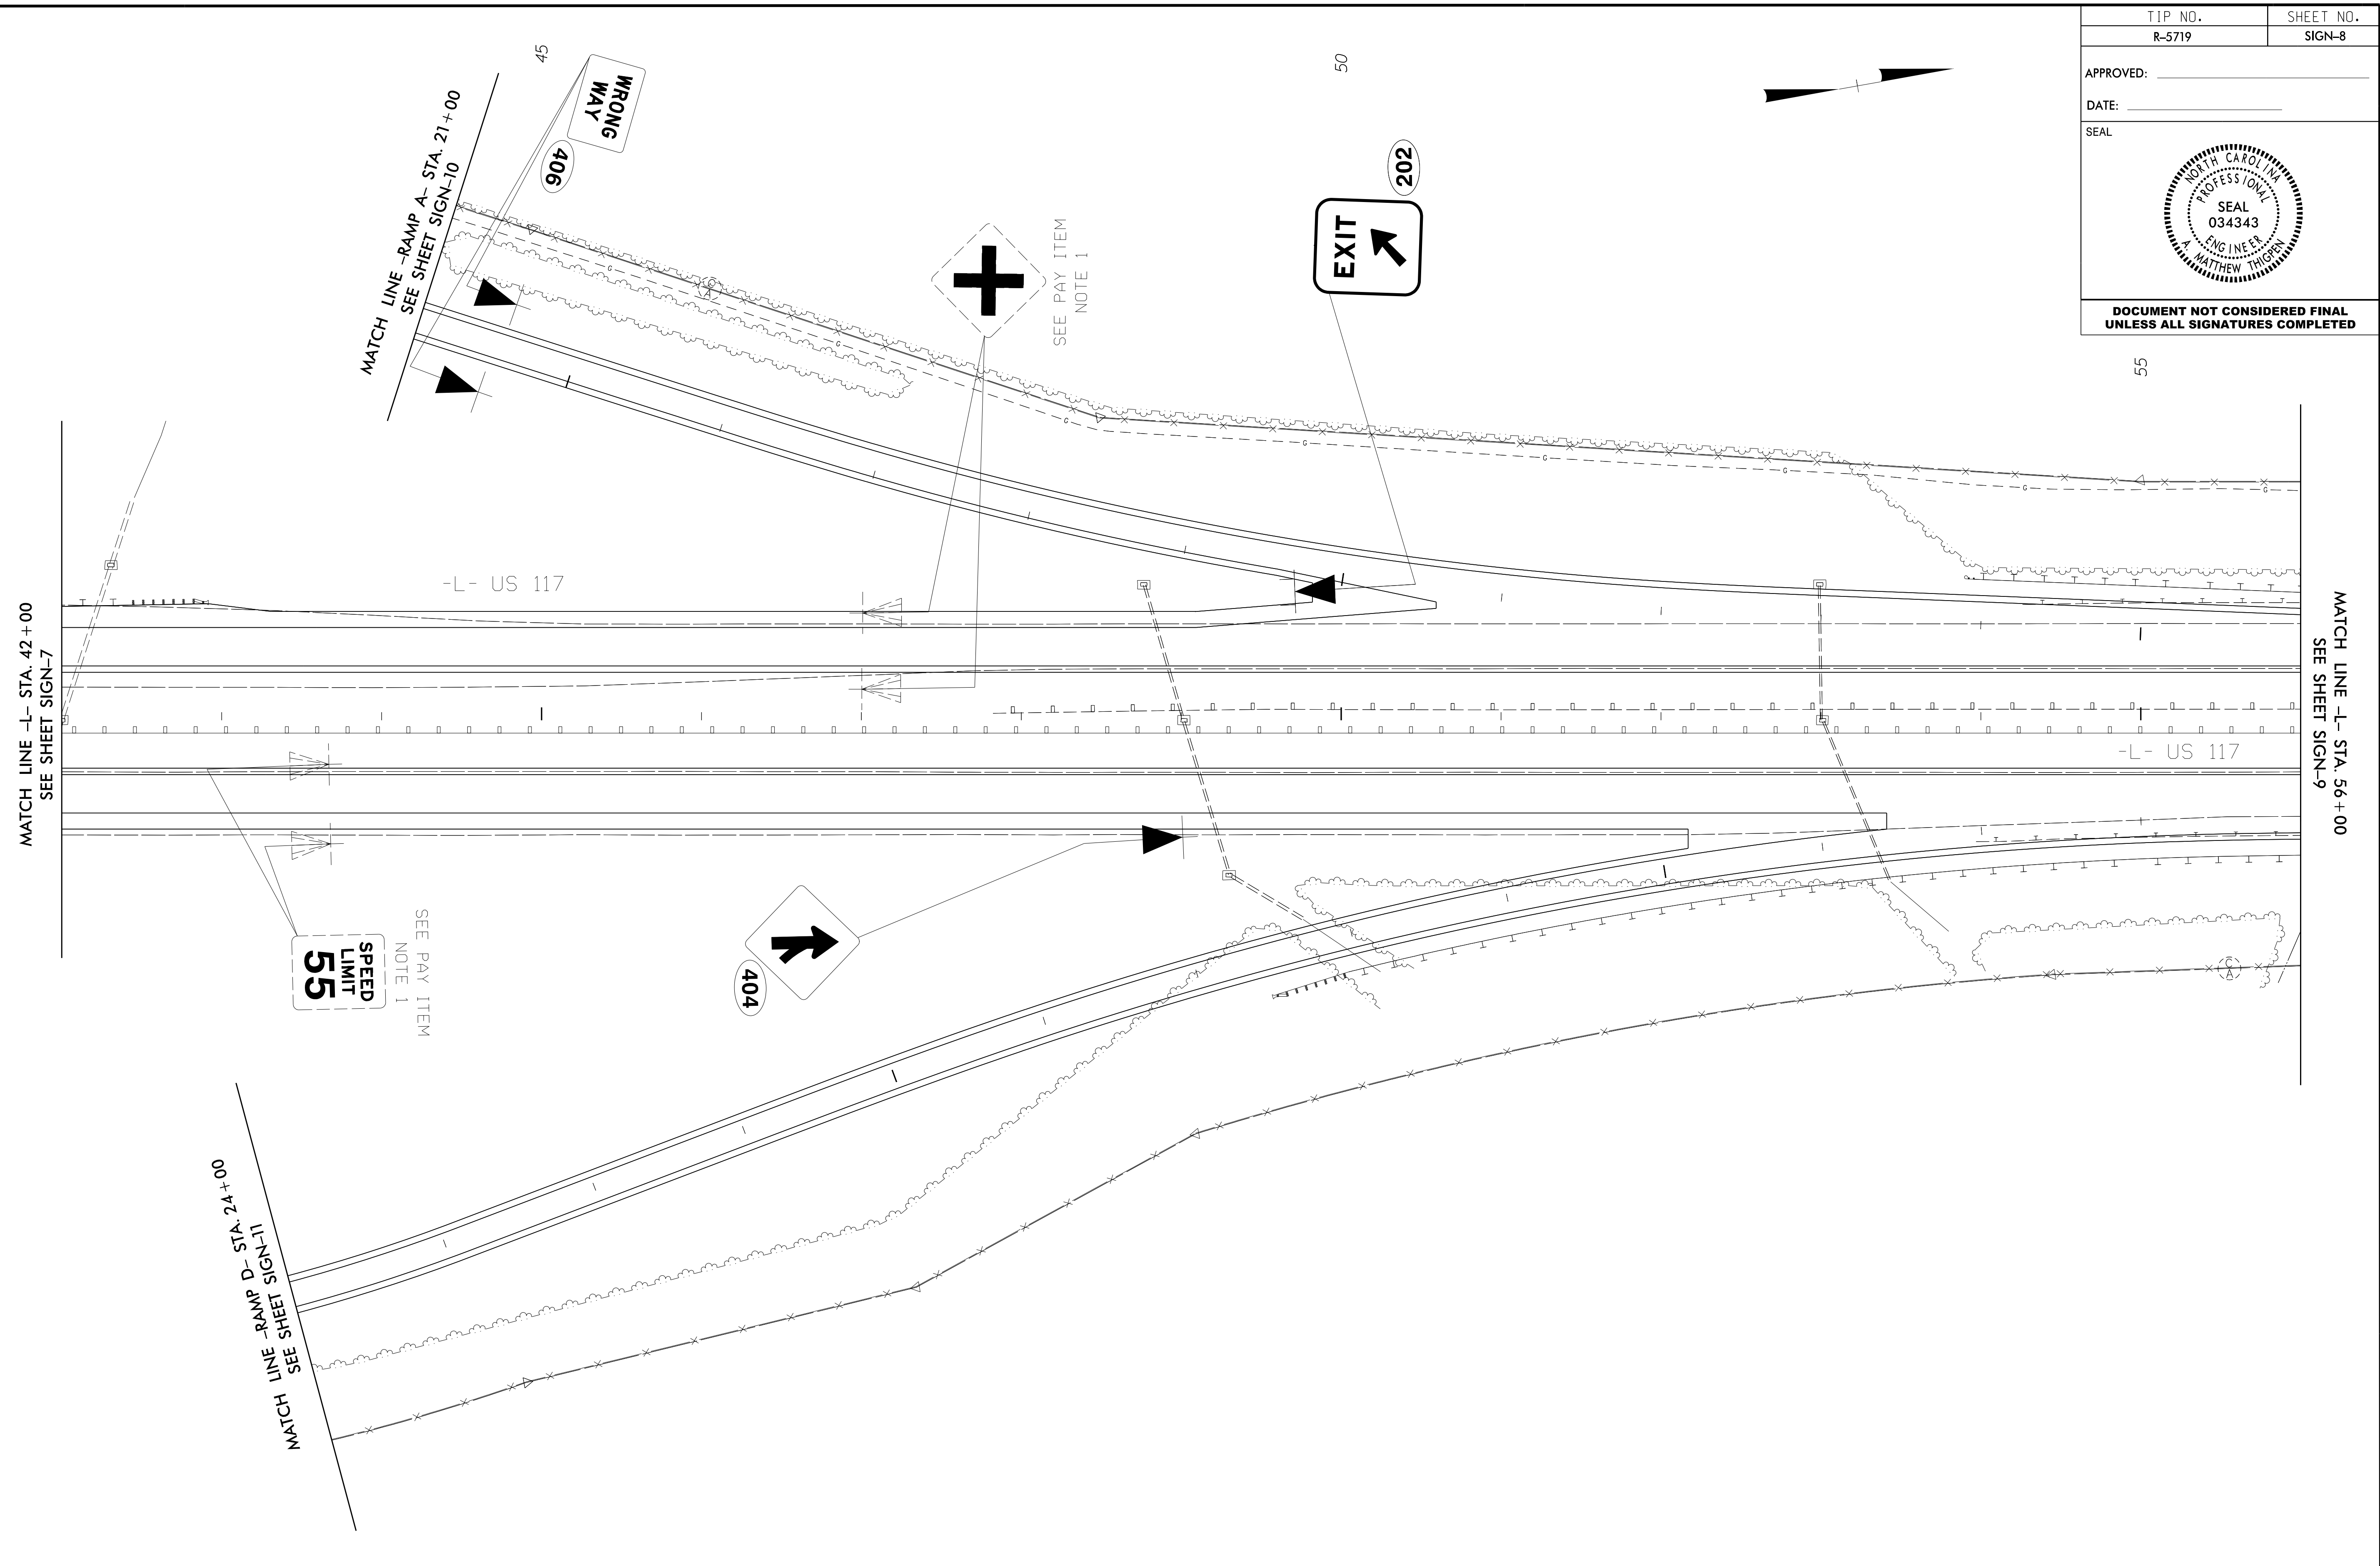 TIP NO.
SHEET NO.
R-5719
SIGN-8
APPROVED:
DATE:
SEAL
NORTH CAROLINA
PROFESSIONAL
SEAL
034343
ENGINEER
A. MATTHEW THIGPEN
DOCUMENT NOT CONSIDERED FINAL
UNLESS ALL SIGNATURES COMPLETED
45
50
55
WRONG
WAY
406
MATCH LINE -RAMP A- STA. 21+00
SEE SHEET SIGN-10
202
EXIT
SEE PAY ITEM
NOTE 1
C
A
G
G
G
G
G
G
G
G
-L- US 117
MATCH LINE -L- STA. 42+00
SEE SHEET SIGN-7
MATCH LINE -L- STA. 56+00
SEE SHEET SIGN-9
-L- US 117
SPEED
LIMIT
55
SEE PAY ITEM
NOTE 1
404
C
A
MATCH LINE -RAMP D- STA. 24+00
SEE SHEET SIGN-11